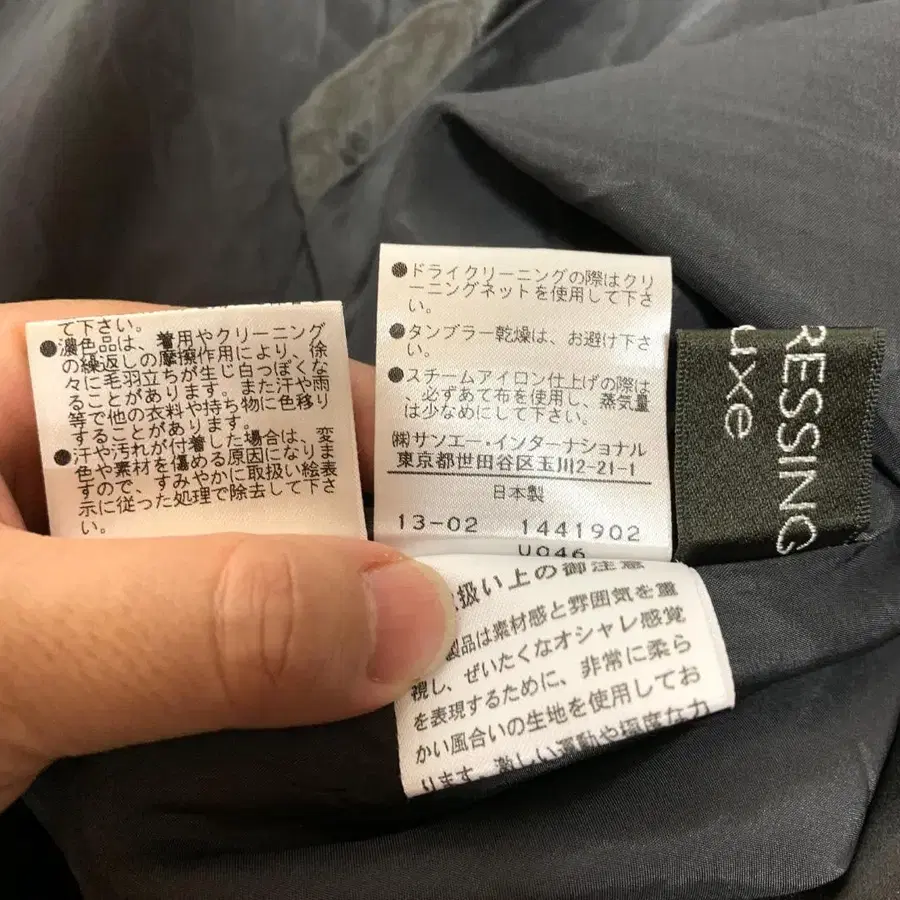 て下さい。
●濃色品は、着用やクリーニング
の繰返しの摩擦作用により、徐
々に毛羽立ちが生じ白っぽくな
ることがあります。また汗や雨
等で他の衣料や持ち物に色移り
することがあります。
●汗や汚れが付着した場合は、変
色や素材を傷める原因になりま
すので、すみやかに取扱い絵表
示に従った処理で除去して下さ
い。
●ドライクリーニングの際はクリ
ーニングネットを使用して下さ
い。
●タンブラー乾燥は、お避け下さ
い。
●スチームアイロン仕上げの際は
、必ずあて布を使用し、蒸気量
は少なめにして下さい。
㈱サンエー・インターナショナル
東京都世田谷区玉川2-21-1
日本製
13-02 1441902
U046
扱い上の御注意
製品は素材感と雰囲気を重
視し、ぜいたくなオシャレ感覚
を表現するために、非常に柔ら
かい風合いの生地を使用してお
ります。激しい運動や極度な力
RESSING
uxe